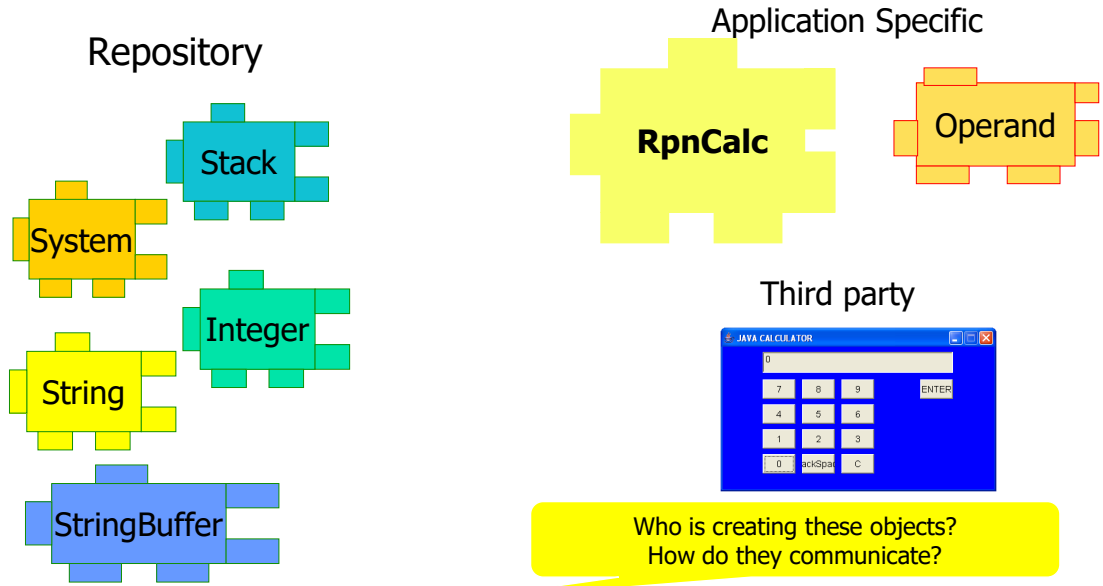 Repository
Stack
System
Integer
String
StringBuffer
Application Specific
RpnCalc
Operand
Third party
JAVA CALCULATOR
0
7 8 9 ENTER
4 5 6
1 2 3
0 ackSpa C
Who is creating these objects?
How do they communicate?